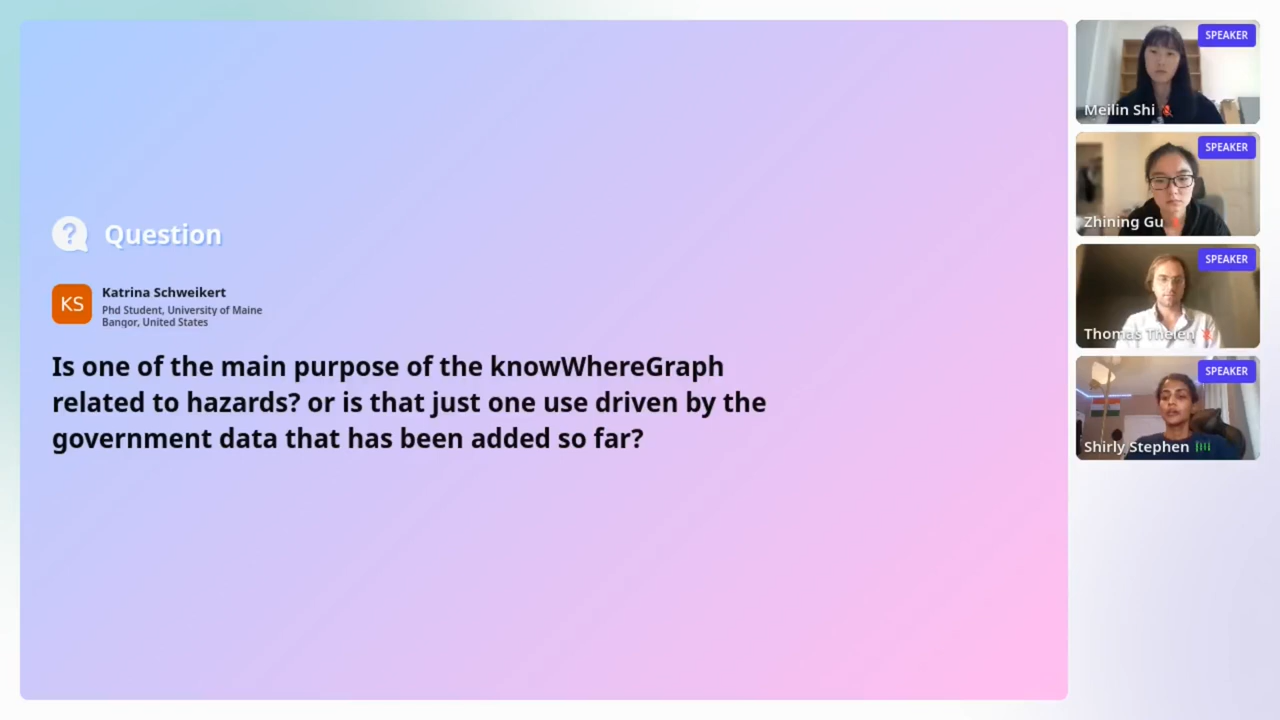 Question
KS
Katrina Schweikert
Phd Student, University of Maine
Bangor, United States
Is one of the main purpose of the knowWhereGraph
related to hazards? or is that just one use driven by the
government data that has been added so far?
SPEAKER
Meilin Shi
SPEAKER
Zhining Gu
SPEAKER
Thomas Thelen
SPEAKER
Shirly Stephen